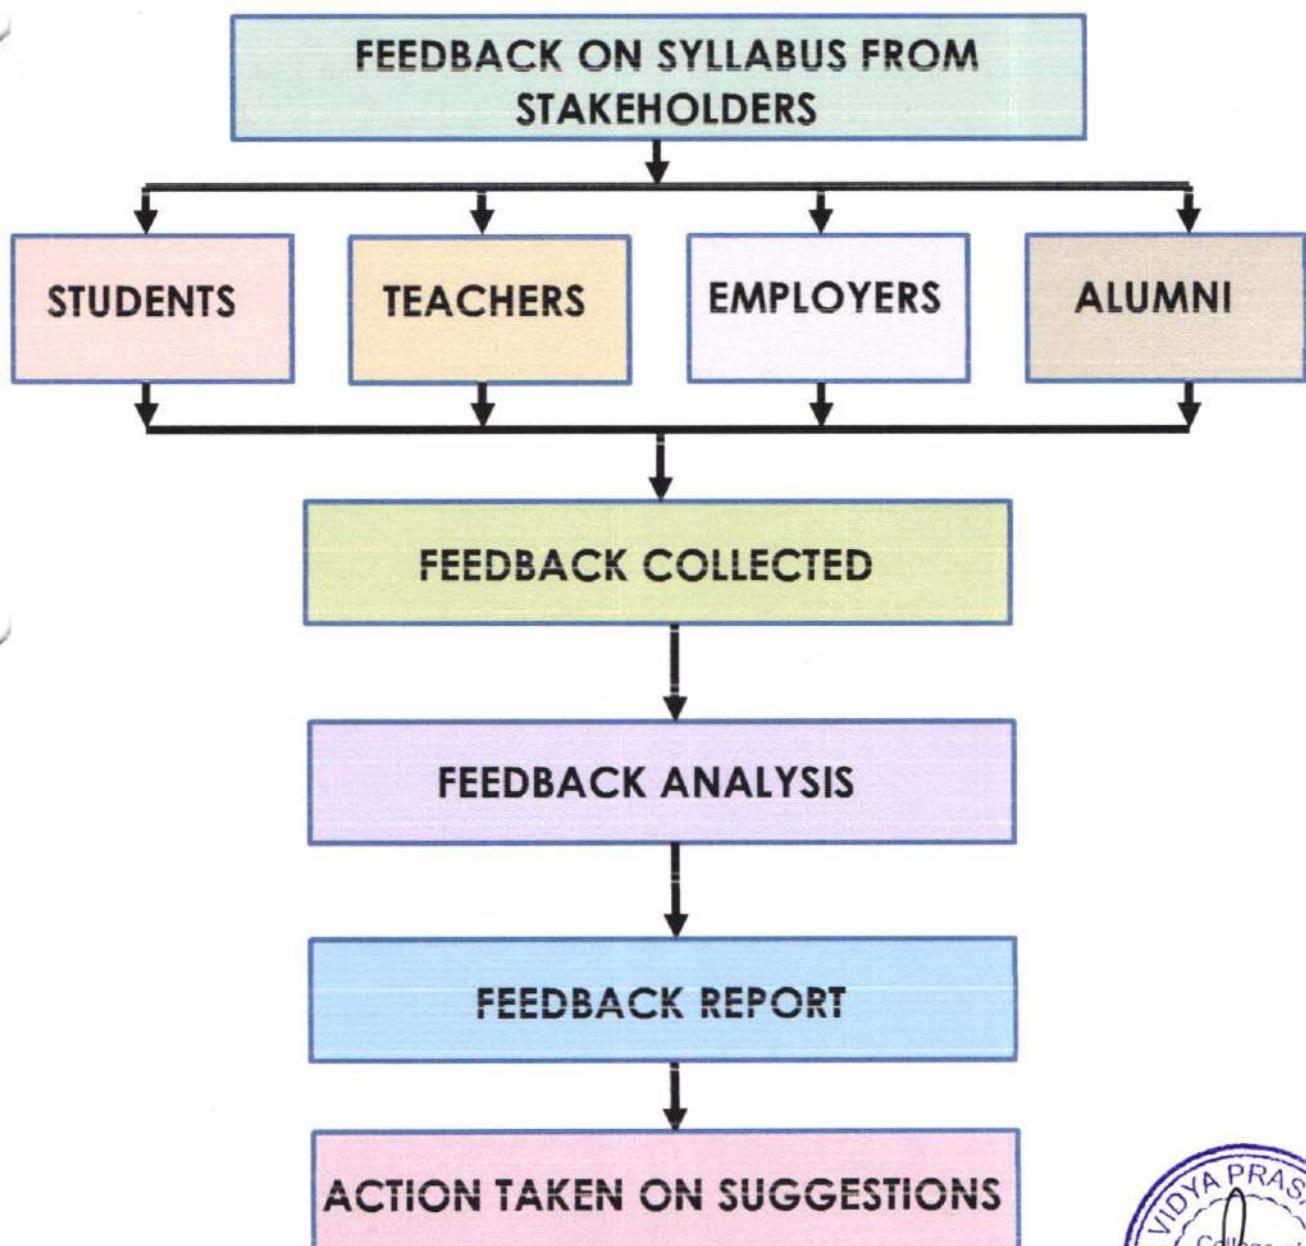 FEEDBACK ON SYLLABUS FROM
STAKEHOLDERS
STUDENTS
TEACHERS
EMPLOYERS
ALUMNI
FEEDBACK COLLECTED
FEEDBACK ANALYSIS
FEEDBACK REPORT
ACTION TAKEN ON SUGGESTIONS
VIDYA